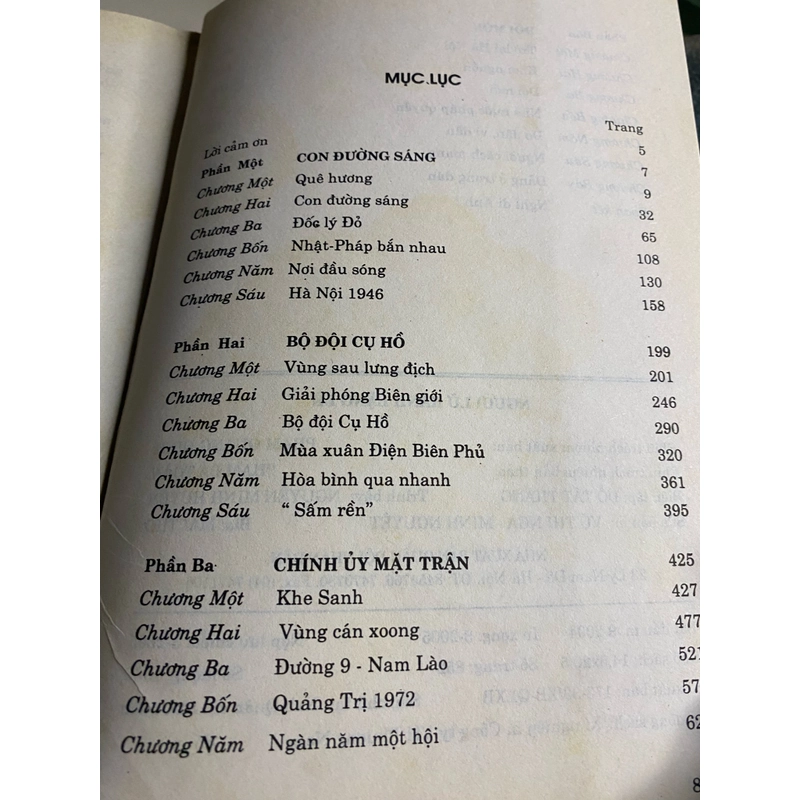 MỤC LỤC
Trang
Lời cảm ơn 5
Phần Một CON ĐƯỜNG SÁNG 7
Chương Một Quê hương 9
Chương Hai Con đường sáng 32
Chương Ba Đốc lý Đỏ 65
Chương Bốn Nhật-Pháp bắn nhau 108
Chương Năm Nơi đầu sóng 130
Chương Sáu Hà Nội 1946 158
Phần Hai BỘ ĐỘI CỤ HỒ 199
Chương Một Vùng sau lưng địch 201
Chương Hai Giải phóng Biên giới 246
Chương Ba Bộ đội Cụ Hồ 290
Chương Bốn Mùa xuân Điện Biên Phủ 320
Chương Năm Hòa bình qua nhanh 361
Chương Sáu “ Sấm rền” 395
Phần Ba CHÍNH ỦY MẶT TRẬN 425
Chương Một Khe Sanh 427
Chương Hai Vùng cán xoong 477
Chương Ba Đường 9 - Nam Lào 521
Chương Bốn Quảng Trị 1972 57
Chương Năm Ngàn năm một hội 62
8